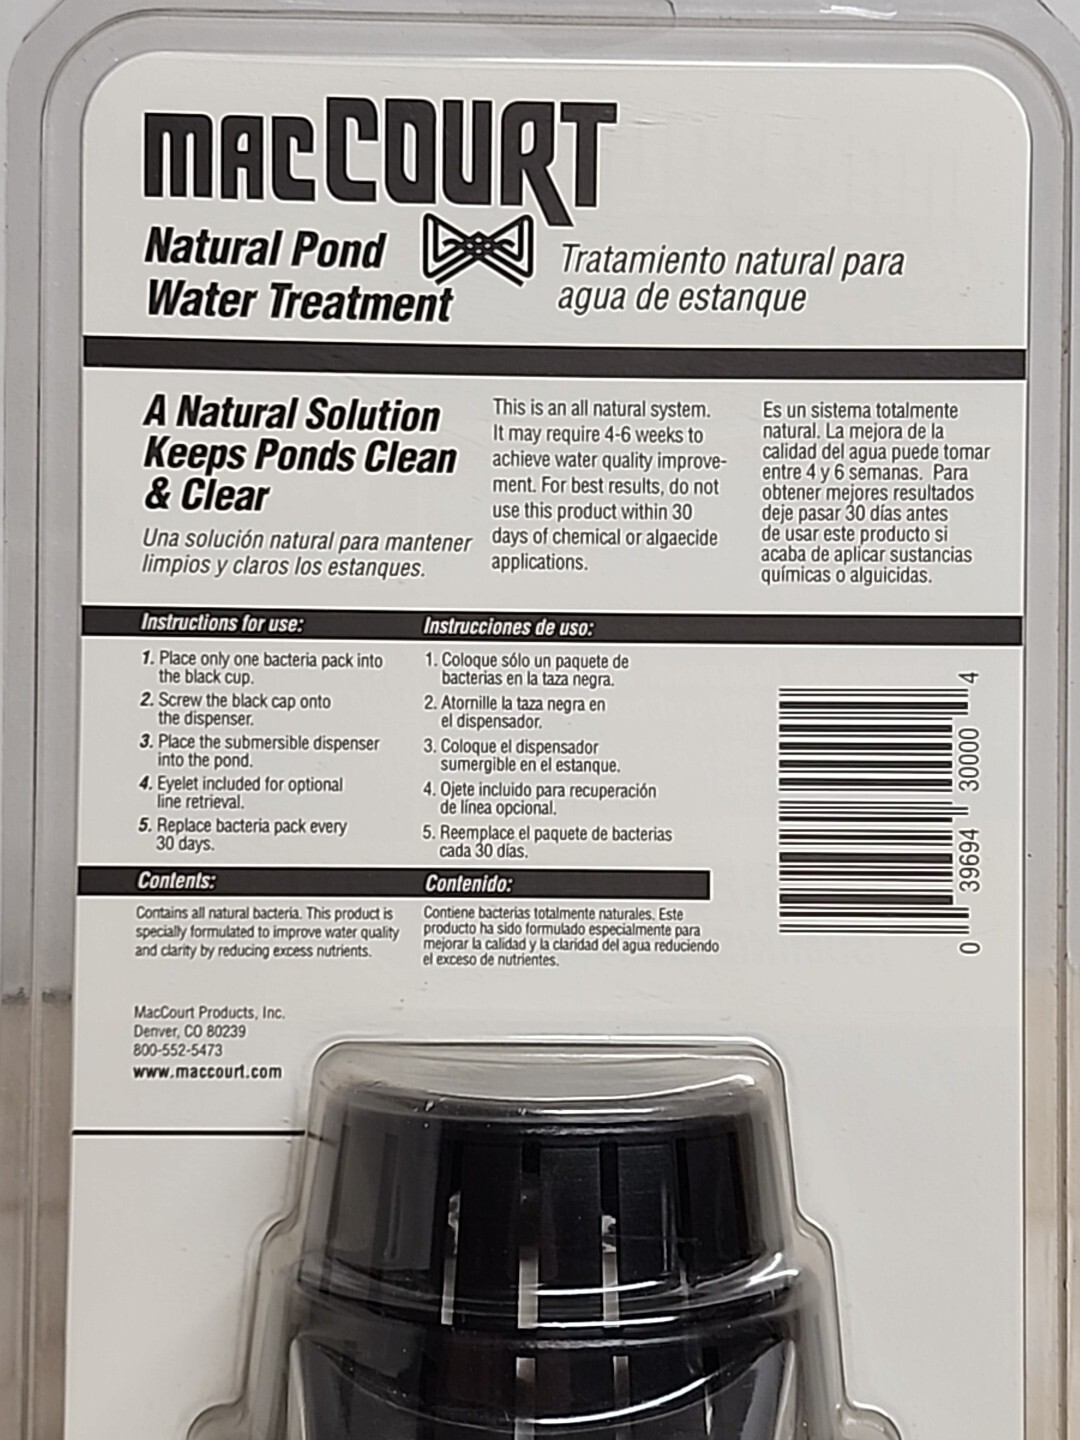 MACCOURT
Natural Pond
Water Treatment
Tratamiento natural para
agua de estanque
A Natural Solution
Keeps Ponds Clean
& Clear
Una solución natural para mantener
limpios y claros los estanques.
This is an all natural system.
It may require 4-6 weeks to
achieve water quality improve-
ment. For best results, do not
use this product within 30
days of chemical or algaecide
applications.
Es un sistema totalmente
natural. La mejora de la
calidad del agua puede tomar
entre 4 y 6 semanas. Para
obtener mejores resultados
deje pasar 30 días antes
de usar este producto si
acaba de aplicar sustancias
químicas o alguicidas.
Instructions for use:
1. Place only one bacteria pack into
the black cup.
2. Screw the black cap onto
the dispenser.
3. Place the submersible dispenser
into the pond.
4. Eyelet included for optional
line retrieval.
5. Replace bacteria pack every
30 days.
Instrucciones de uso:
1. Coloque sólo un paquete de
bacterias en la taza negra.
2. Atornille la taza negra en
el dispensador.
3. Coloque el dispensador
sumergible en el estanque.
4. Ojete incluido para recuperación
de línea opcional.
5. Reemplace el paquete de bacterias
cada 30 días.
0 39694 30000 4
Contents:
Contains all natural bacteria. This product is
specially formulated to improve water quality
and clarity by reducing excess nutrients.
Contenido:
Contiene bacterias totalmente naturales. Este
producto ha sido formulado especialmente para
mejorar la calidad y la claridad del agua reduciendo
el exceso de nutrientes.
MacCourt Products, Inc.
Denver, CO 80239
800-552-5473
www.maccourt.com